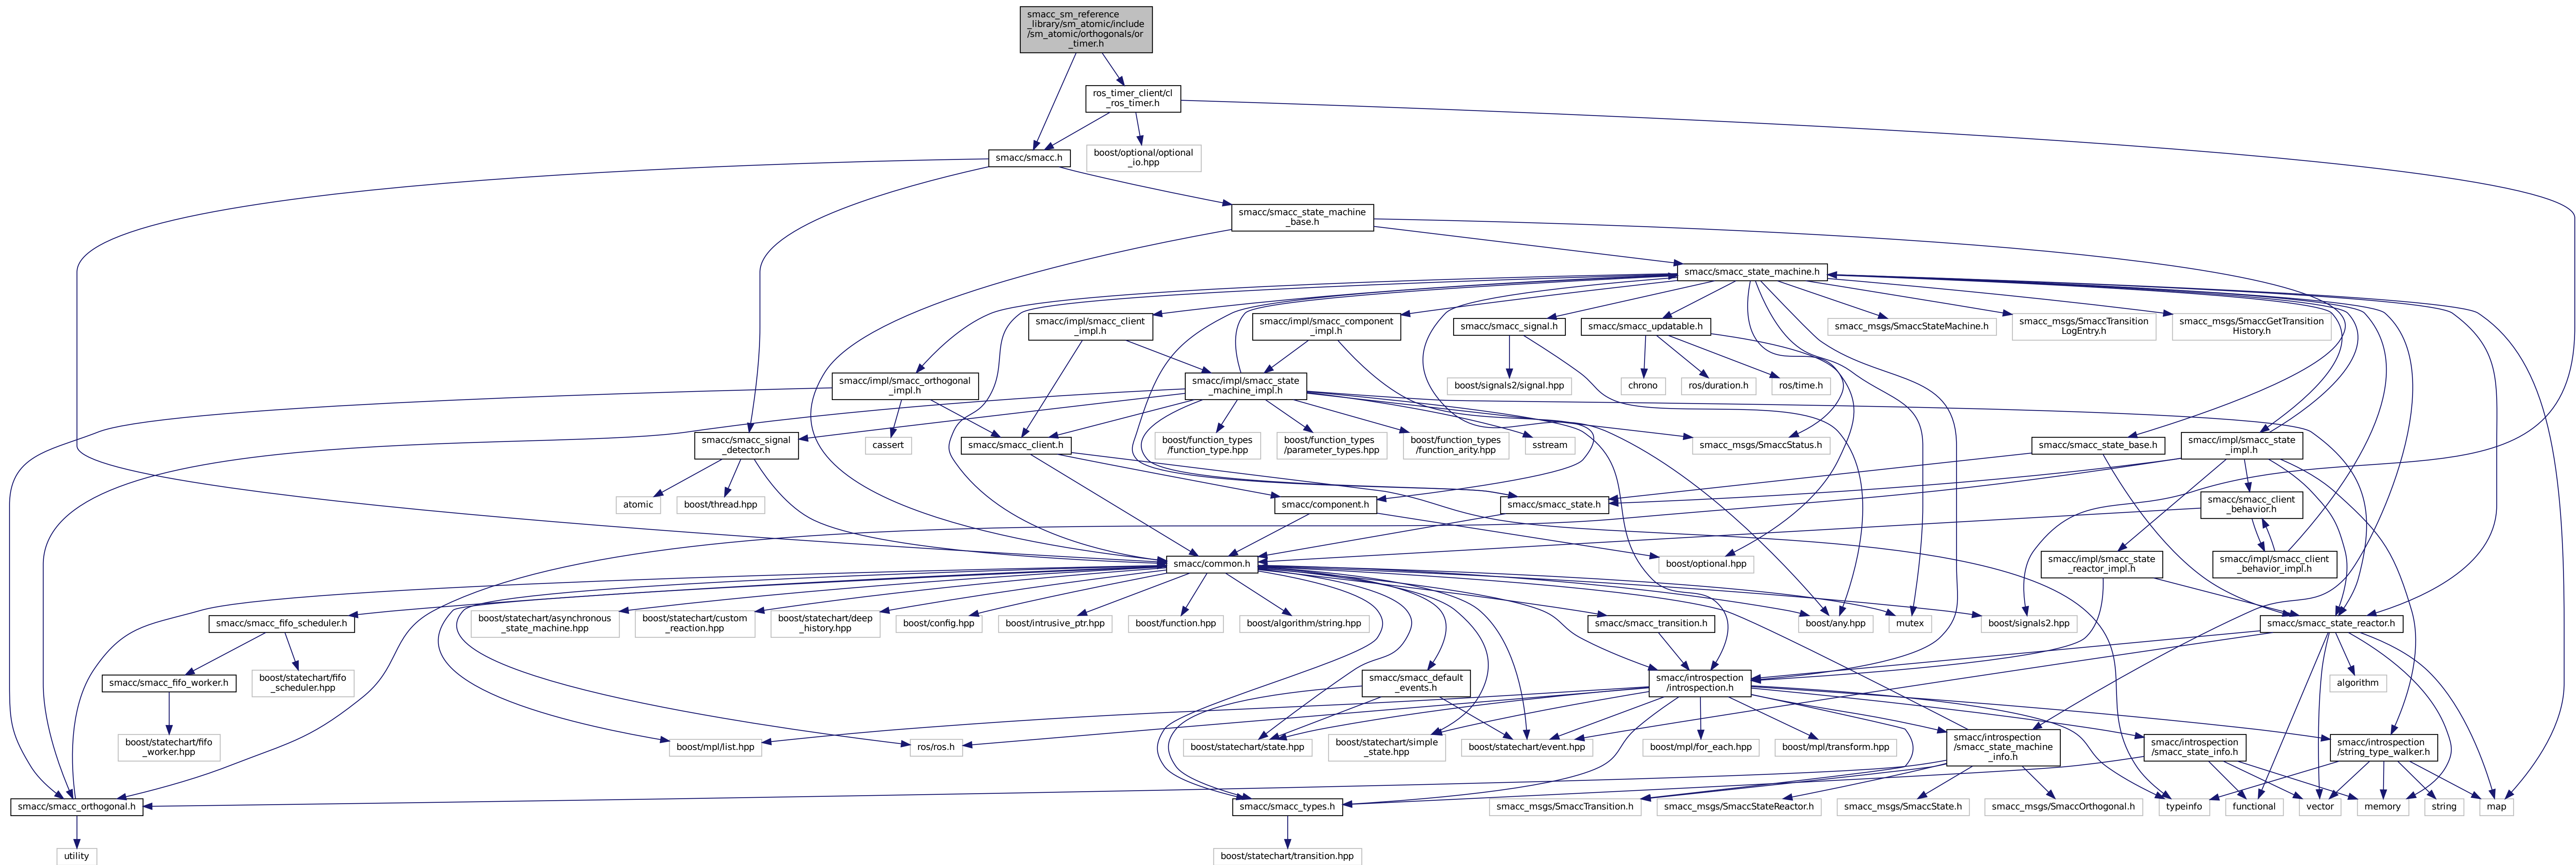 smacc_sm_reference
_library/sm_atomic/include
/sm_atomic/orthogonals/or
_timer.h
ros_timer_client/cl
_ros_timer.h
smacc/smacc.h
boost/optional/optional
_io.hpp
smacc/smacc_state_machine
_base.h
smacc/smacc_state_machine.h
smacc/impl/smacc_client
_impl.h
smacc/impl/smacc_component
_impl.h
smacc/smacc_signal.h
smacc/smacc_updatable.h
smacc_msgs/SmaccStateMachine.h
smacc_msgs/SmaccTransition
LogEntry.h
smacc_msgs/SmaccGetTransition
History.h
smacc/impl/smacc_orthogonal
_impl.h
smacc/impl/smacc_state
_machine_impl.h
boost/signals2/signal.hpp
chrono
ros/duration.h
ros/time.h
smacc/smacc_signal
_detector.h
cassert
smacc/smacc_client.h
boost/function_types
/function_type.hpp
boost/function_types
/parameter_types.hpp
boost/function_types
/function_arity.hpp
sstream
smacc_msgs/SmaccStatus.h
smacc/smacc_state_base.h
smacc/impl/smacc_state
_impl.h
atomic
boost/thread.hpp
smacc/component.h
smacc/smacc_state.h
smacc/smacc_client
_behavior.h
smacc/common.h
boost/optional.hpp
smacc/impl/smacc_state
_reactor_impl.h
smacc/impl/smacc_client
_behavior_impl.h
smacc/smacc_fifo_scheduler.h
boost/statechart/asynchronous
_state_machine.hpp
boost/statechart/custom
_reaction.hpp
boost/statechart/deep
_history.hpp
boost/config.hpp
boost/intrusive_ptr.hpp
boost/function.hpp
boost/algorithm/string.hpp
smacc/smacc_transition.h
boost/any.hpp
mutex
boost/signals2.hpp
smacc/smacc_state_reactor.h
smacc/smacc_fifo_worker.h
boost/statechart/fifo
_scheduler.hpp
smacc/smacc_default
_events.h
smacc/introspection
/introspection.h
algorithm
boost/statechart/fifo
_worker.hpp
boost/mpl/list.hpp
ros/ros.h
boost/statechart/state.hpp
boost/statechart/simple
_state.hpp
boost/statechart/event.hpp
boost/mpl/for_each.hpp
boost/mpl/transform.hpp
smacc/introspection
/smacc_state_machine
_info.h
smacc/introspection
/smacc_state_info.h
smacc/introspection
/string_type_walker.h
smacc/smacc_orthogonal.h
smacc/smacc_types.h
smacc_msgs/SmaccTransition.h
smacc_msgs/SmaccStateReactor.h
smacc_msgs/SmaccState.h
smacc_msgs/SmaccOrthogonal.h
typeinfo
functional
vector
memory
string
map
utility
boost/statechart/transition.hpp